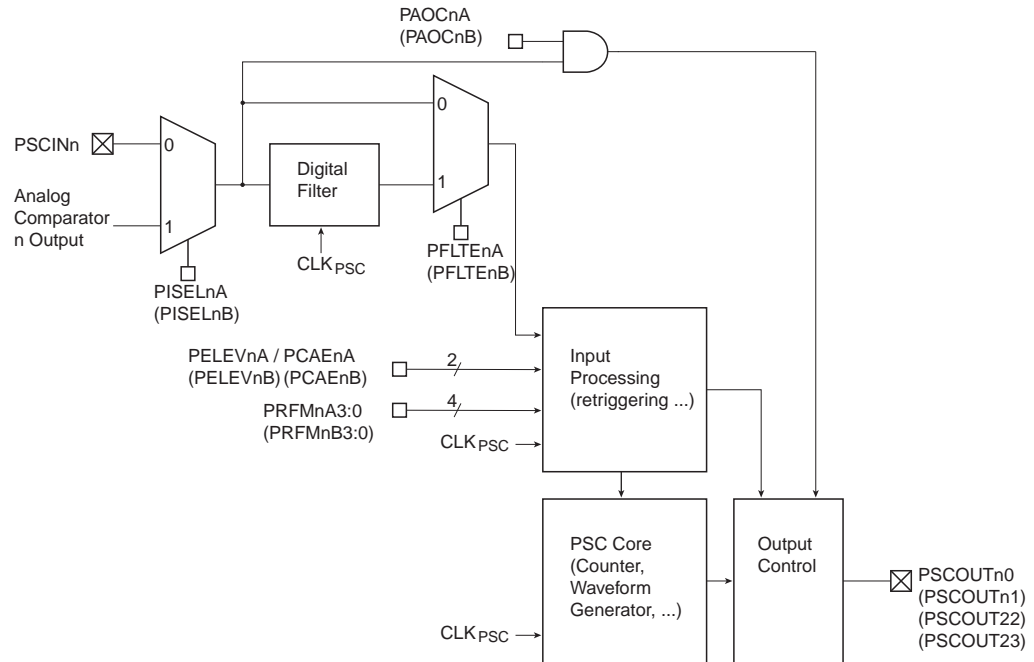 PAOCnA
(PAOCnB)
0
PSCINn
0
Digital
Filter
1
Analog
Comparator
n Output
1
CLKPSC
PFLTEnA
(PFLTEnB)
PISELnA
(PISELnB)
PELEVnA / PCAEnA
(PELEVnB) (PCAEnB)
2
Input
Processing
(retriggering ...)
PRFMnA3:0
(PRFMnB3:0)
4
CLKPSC
PSC Core
(Counter,
Waveform
Generator, ...)
Output
Control
PSCOUTn0
(PSCOUTn1)
(PSCOUT22)
(PSCOUT23)
CLKPSC